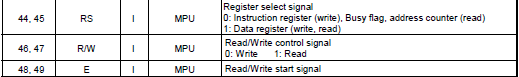 Register select signal
44, 45 RS I MPU 0: Instruction register (write), Busy flag, address counter (read)
1: Data register (write, read)
46, 47 R/W I MPU Read/Write control signal
0: Write 1: Read
48, 49 E I MPU Read/Write start signal